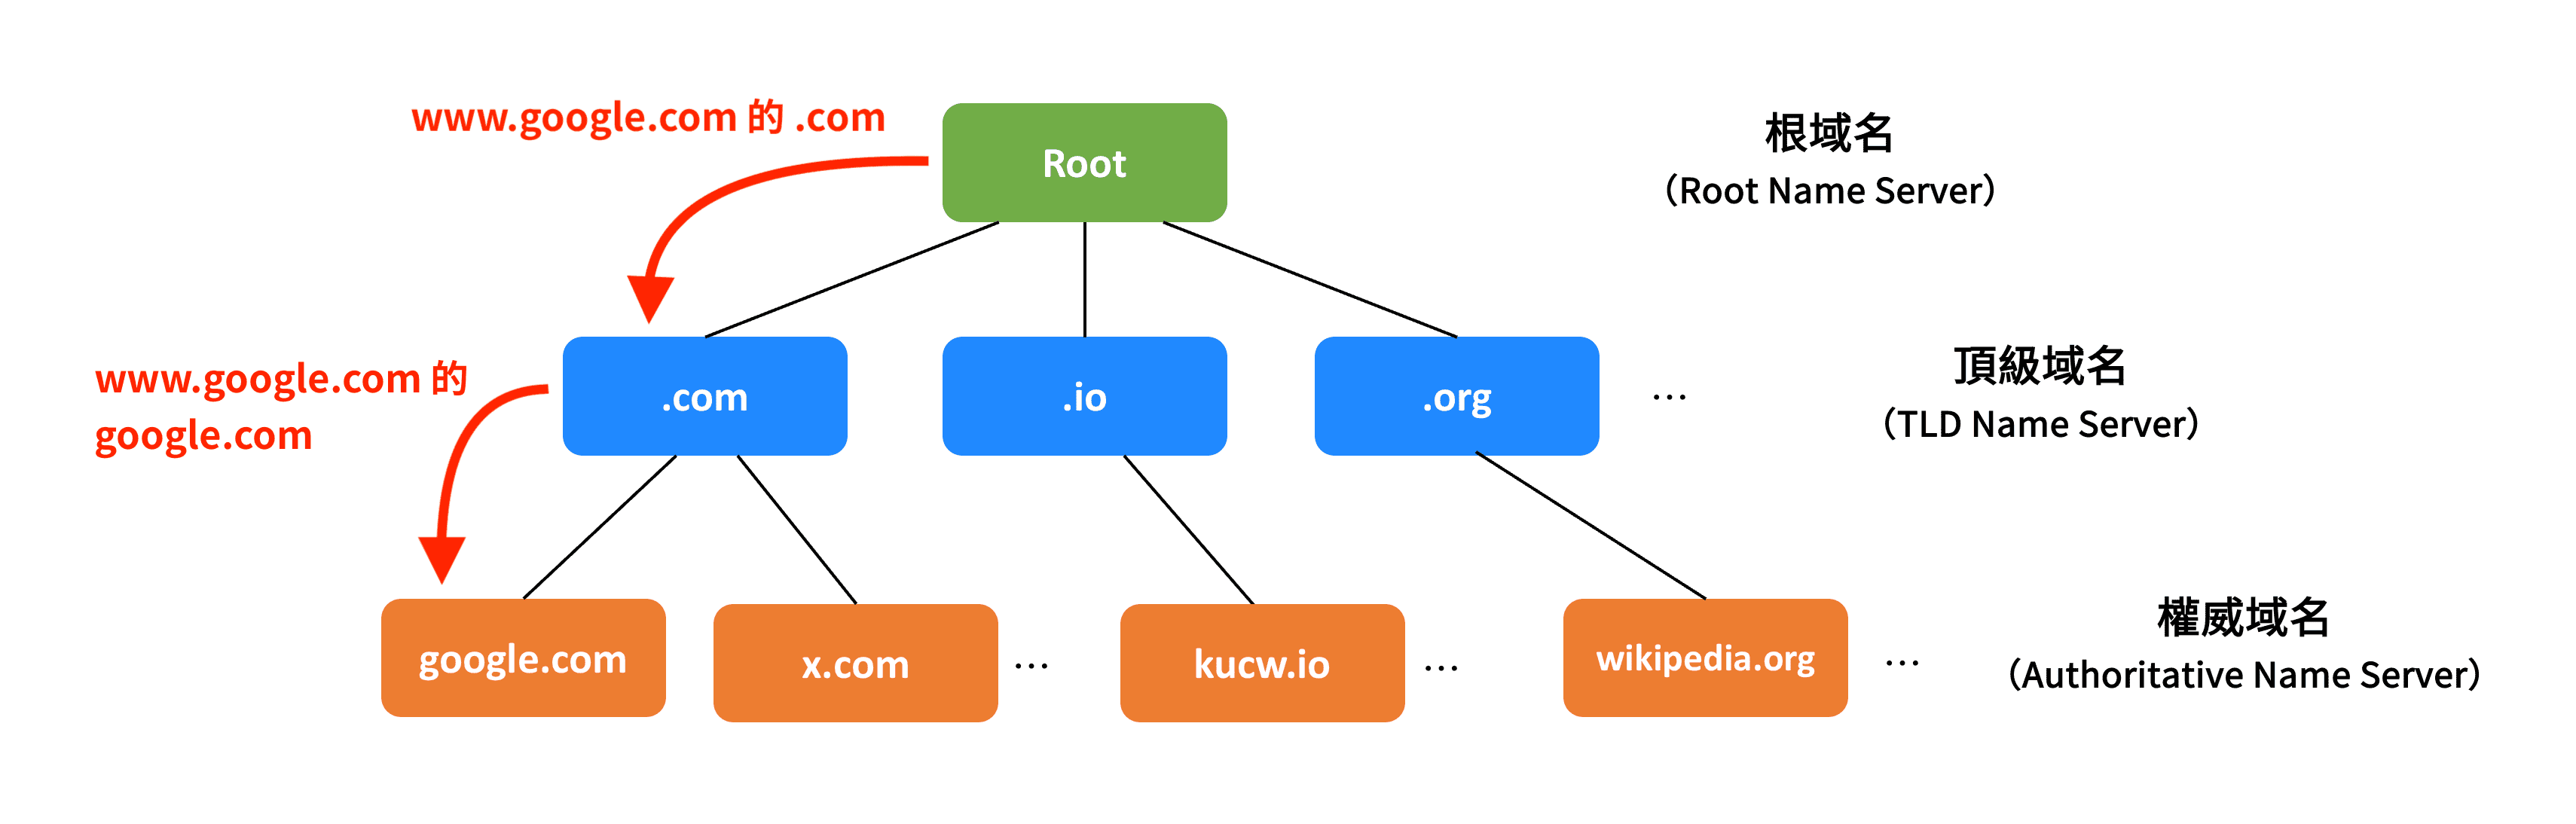 www.google.com 的 .com
Root
根域名
（Root Name Server）
www.google.com 的
google.com
.com
.io
.org
…
頂級域名
（TLD Name Server）
google.com
x.com
…
kucw.io
…
wikipedia.org
…
權威域名
（Authoritative Name Server）